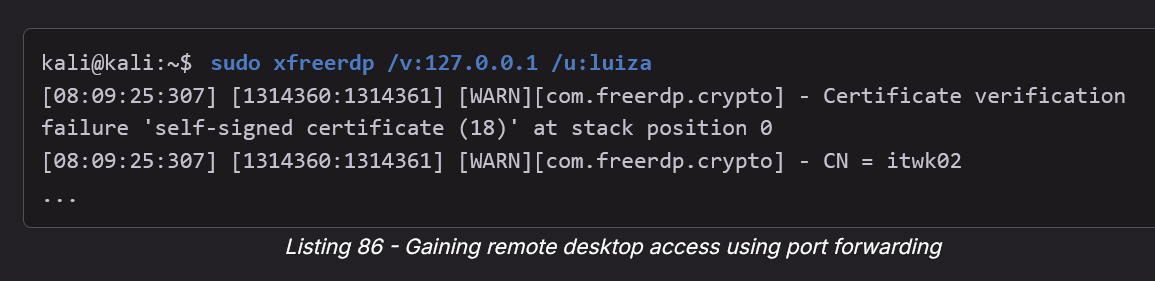 kali@kali:~$ sudo xfreerdp /v:127.0.0.1 /u:luiza
[08:09:25:307] [1314360:1314361] [WARN][com.freerdp.crypto] - Certificate verification
failure 'self-signed certificate (18)' at stack position 0
[08:09:25:307] [1314360:1314361] [WARN][com.freerdp.crypto] - CN = itwk02
...
Listing 86 - Gaining remote desktop access using port forwarding